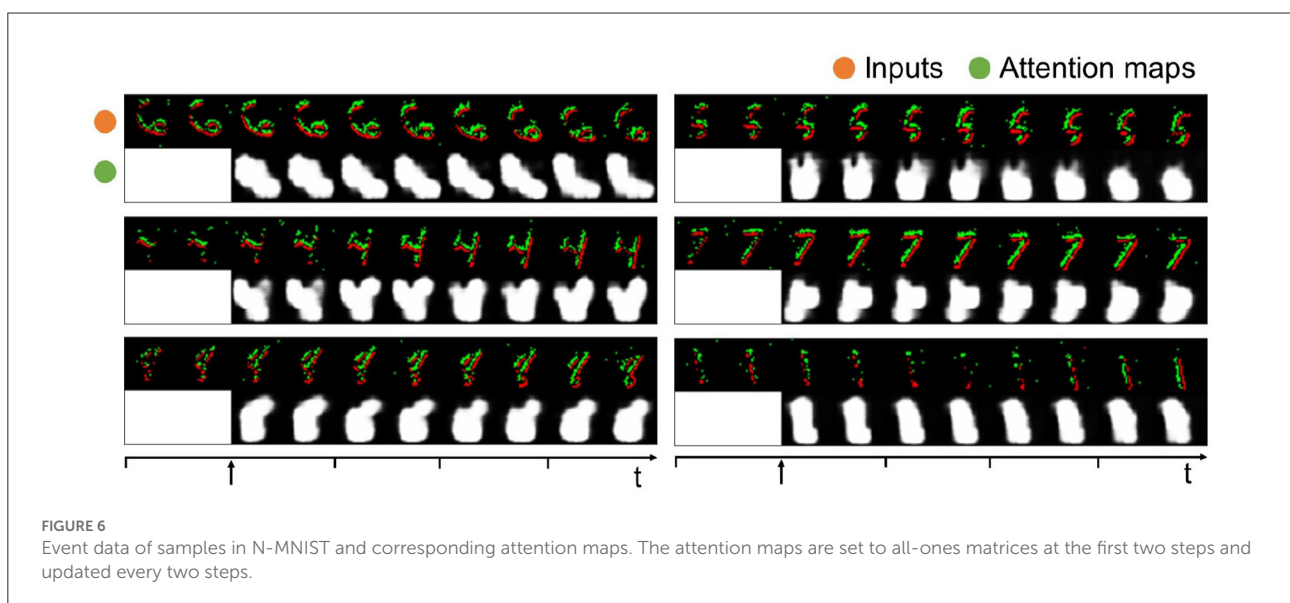 Inputs Attention maps
t t
FIGURE 6
Event data of samples in N-MNIST and corresponding attention maps. The attention maps are set to all-ones matrices at the first two steps and
updated every two steps.